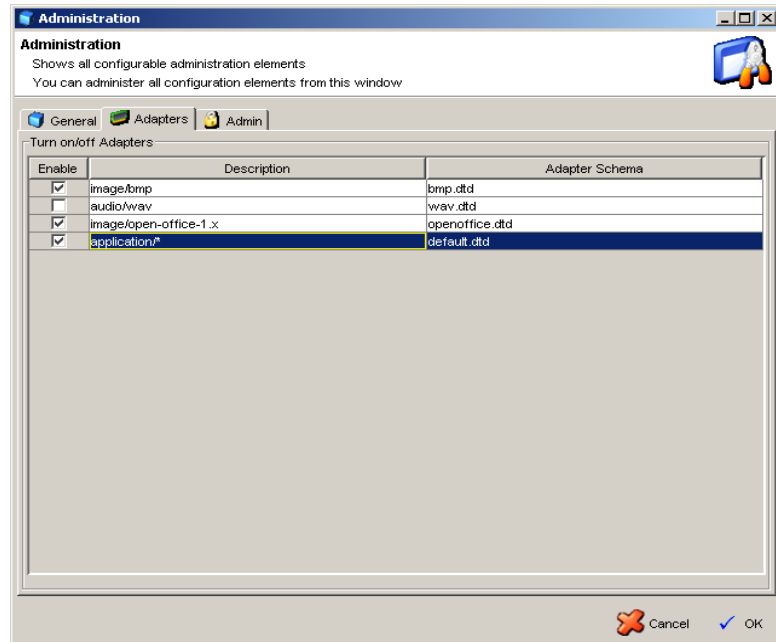 Administration
Administration
Shows all configurable administration elements
You can administer all configuration elements from this window
General Adapters Admin
Turn on/off Adapters
Enable Description Adapter Schema
image/bmp bmp.dtd
audio/wav wav.dtd
image/open-office-1.x openoffice.dtd
application/* default.dtd
Cancel OK